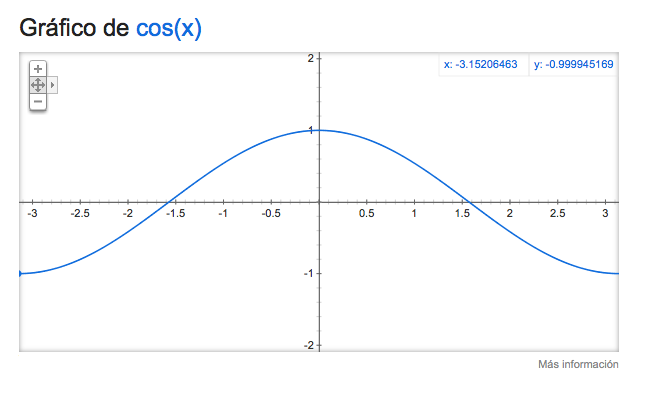 Gráfico de cos(x)
x: -3.15206463 y: -0.999945169
2
1
-3 -2.5 -2 -1.5 -1 -0.5 0.5 1 1.5 2 2.5 3
-1
-2
Más información